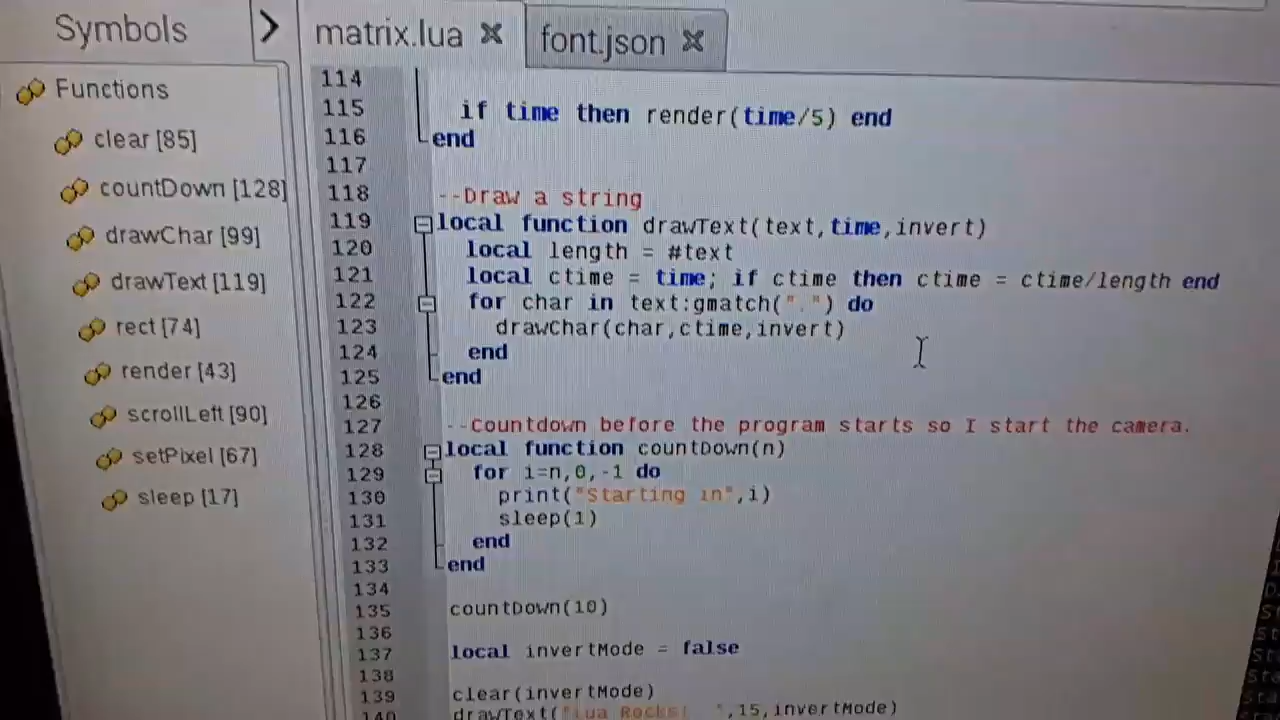 Symbols
Functions
clear [85]
countDown [128]
drawChar [99]
drawText [119]
rect [74]
render [43]
scrollLeft [90]
setPixel [67]
sleep [17]
matrix.lua
font.json
114
115 if time then render(time/5) end
116 end
117
118 --Draw a string
119 local function drawText(text,time,invert)
120 local length = #text
121 local ctime = time; if ctime then ctime = ctime/length end
122 for char in text:gmatch(".") do
123 drawChar(char,ctime,invert)
124 end
125 end
126
127 --Countdown before the program starts so I start the camera.
128 local function countDown(n)
129 for i=n,0,-1 do
130 print("Starting in",i)
131 sleep(1)
132 end
133 end
134
135 countDown(10)
136
137 local invertMode = false
138
139 clear(invertMode)
140 drawText("Lua Rocks! ",15,invertMode)